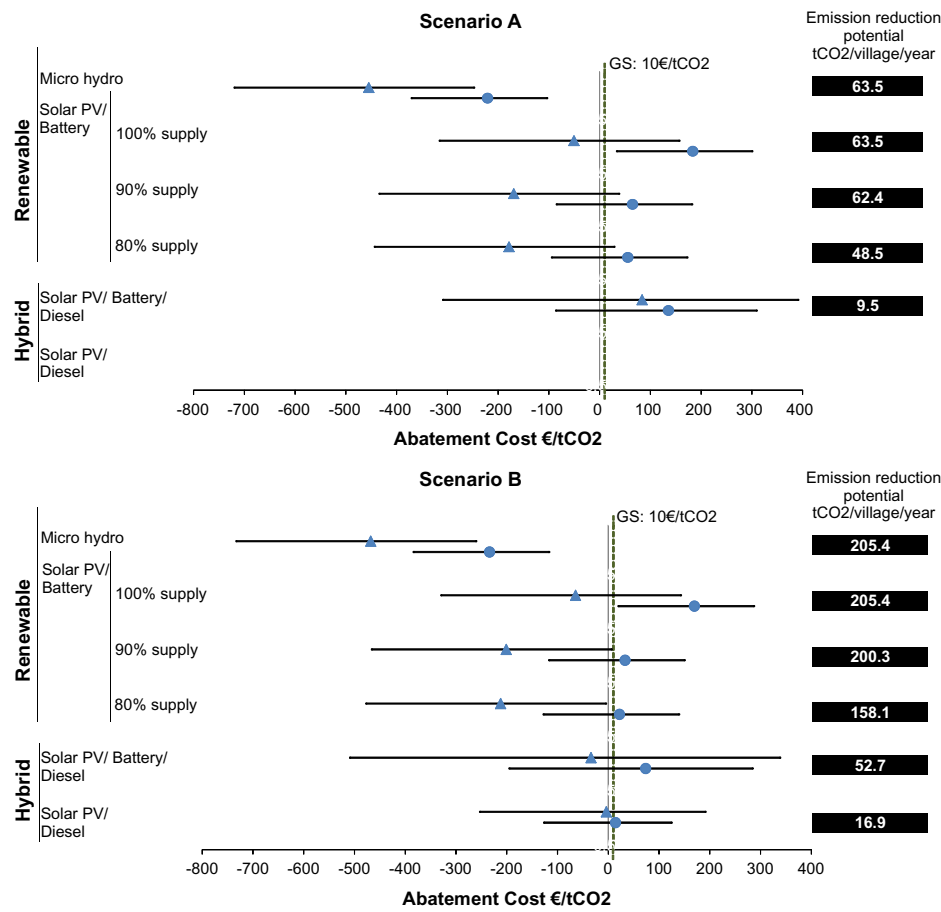 Scenario A
Emission reduction
potential
tCO2/village/year
GS: 10€/tCO2
Renewable
Micro hydro
63.5
Solar PV/
Battery
100% supply
63.5
90% supply
62.4
80% supply
48.5
Hybrid
Solar PV/ Battery/
Diesel
9.5
Solar PV/
Diesel
-800 -700 -600 -500 -400 -300 -200 -100 0 100 200 300 400
Abatement Cost €/tCO2
Scenario B
Emission reduction
potential
tCO2/village/year
GS: 10€/tCO2
Renewable
Micro hydro
205.4
Solar PV/
Battery
100% supply
205.4
90% supply
200.3
80% supply
158.1
Hybrid
Solar PV/ Battery/
Diesel
52.7
Solar PV/
Diesel
16.9
-800 -700 -600 -500 -400 -300 -200 -100 0 100 200 300 400
Abatement Cost €/tCO2